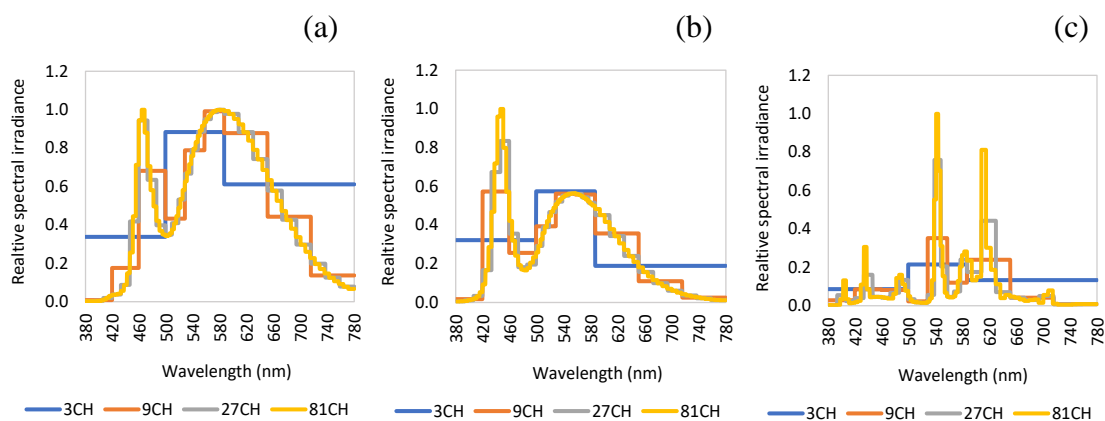 (a)
Realtive spectral irradiance
1.2
1.0
0.8
0.6
0.4
0.2
0.0
380 420 460 500 540 580 620 660 700 740 780
Wavelength (nm)
3CH 9CH 27CH 81CH
(b)
Realtive spectral irradiance
1.2
1.0
0.8
0.6
0.4
0.2
0.0
380 420 460 500 540 580 620 660 700 740 780
Wavelength (nm)
3CH 9CH 27CH 81CH
(c)
Realtive spectral irradiance
1.2
1.0
0.8
0.6
0.4
0.2
0.0
380 420 460 500 540 580 620 660 700 740 780
Wavelength (nm)
3CH 9CH 27CH 81CH